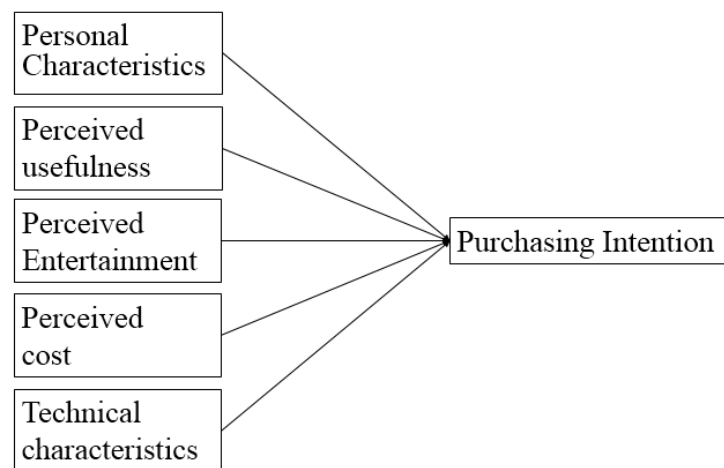 Personal
Characteristics
Perceived
usefulness
Perceived
Entertainment
Purchasing Intention
Perceived
cost
Technical
characteristics